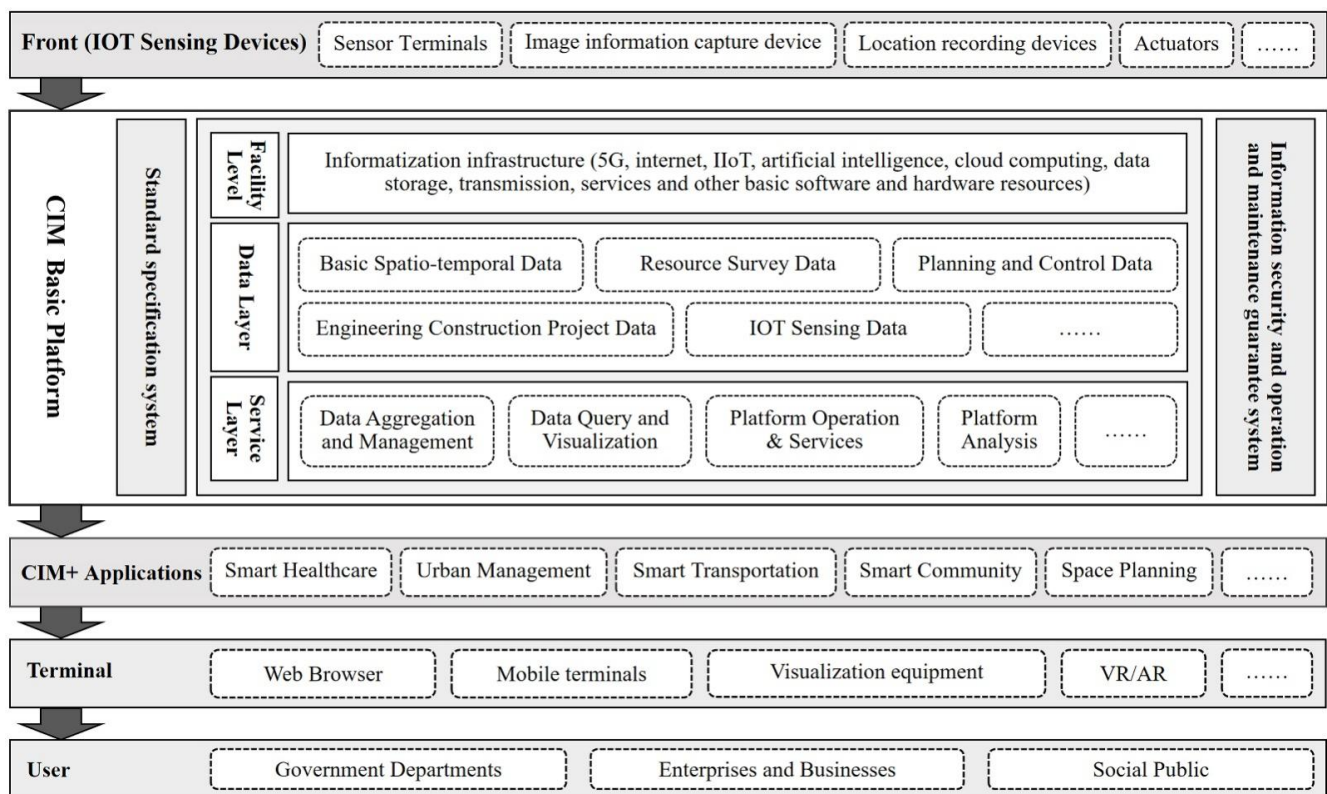 Front (IOT Sensing Devices)
Sensor Terminals
Image information capture device
Location recording devices
Actuators
……
CIM Basic Platform
Standard specification system
Facility
Level
Informatization infrastructure (5G, internet, IIoT, artificial intelligence, cloud computing, data
storage, transmission, services and other basic software and hardware resources)
Data Layer
Basic Spatio-temporal Data
Resource Survey Data
Planning and Control Data
Engineering Construction Project Data
IOT Sensing Data
……
Service
Layer
Data Aggregation
and Management
Data Query and
Visualization
Platform Operation
& Services
Platform
Analysis
……
Information security and operation
and maintenance guarantee system
CIM+ Applications
Smart Healthcare
Urban Management
Smart Transportation
Smart Community
Space Planning
……
Terminal
Web Browser
Mobile terminals
Visualization equipment
VR/AR
……
User
Government Departments
Enterprises and Businesses
Social Public